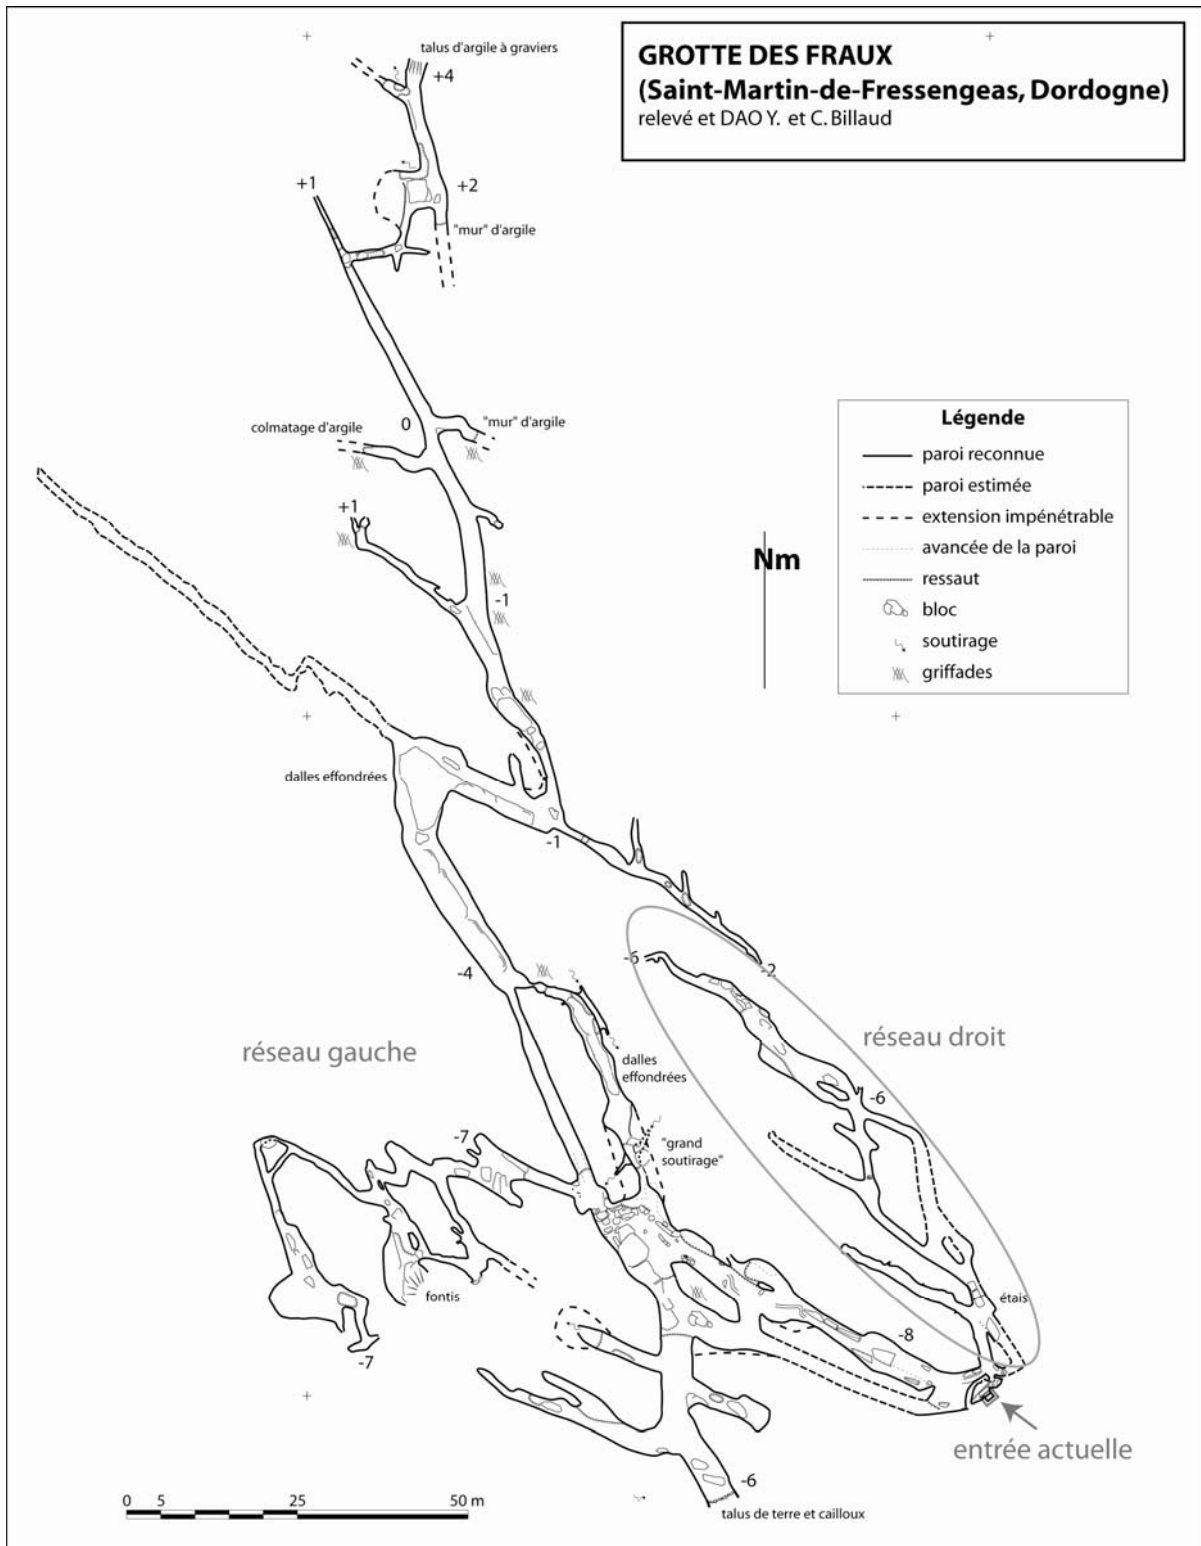 GROTTE DES FRAUX
(Saint-Martin-de-Fressengeas, Dordogne)
relevé et DAO Y. et C. Billaud
talus d'argile à graviers
+4
+1
+2
"mur" d'argile
0
colmatage d'argile
"mur" d'argile
+1
-1
Légende
paroi reconnue
paroi estimée
extension impénétrable
avancée de la paroi
ressaut
bloc
soutirage
griffades
Nm
dalles effondrées
-1
-4
-6
-2
réseau gauche
réseau droit
dalles
effondrées
-6
"grand
soutirage"
-7
fontis
étais
-8
-7
entrée actuelle
-6
talus de terre et cailloux
0 5 25 50 m